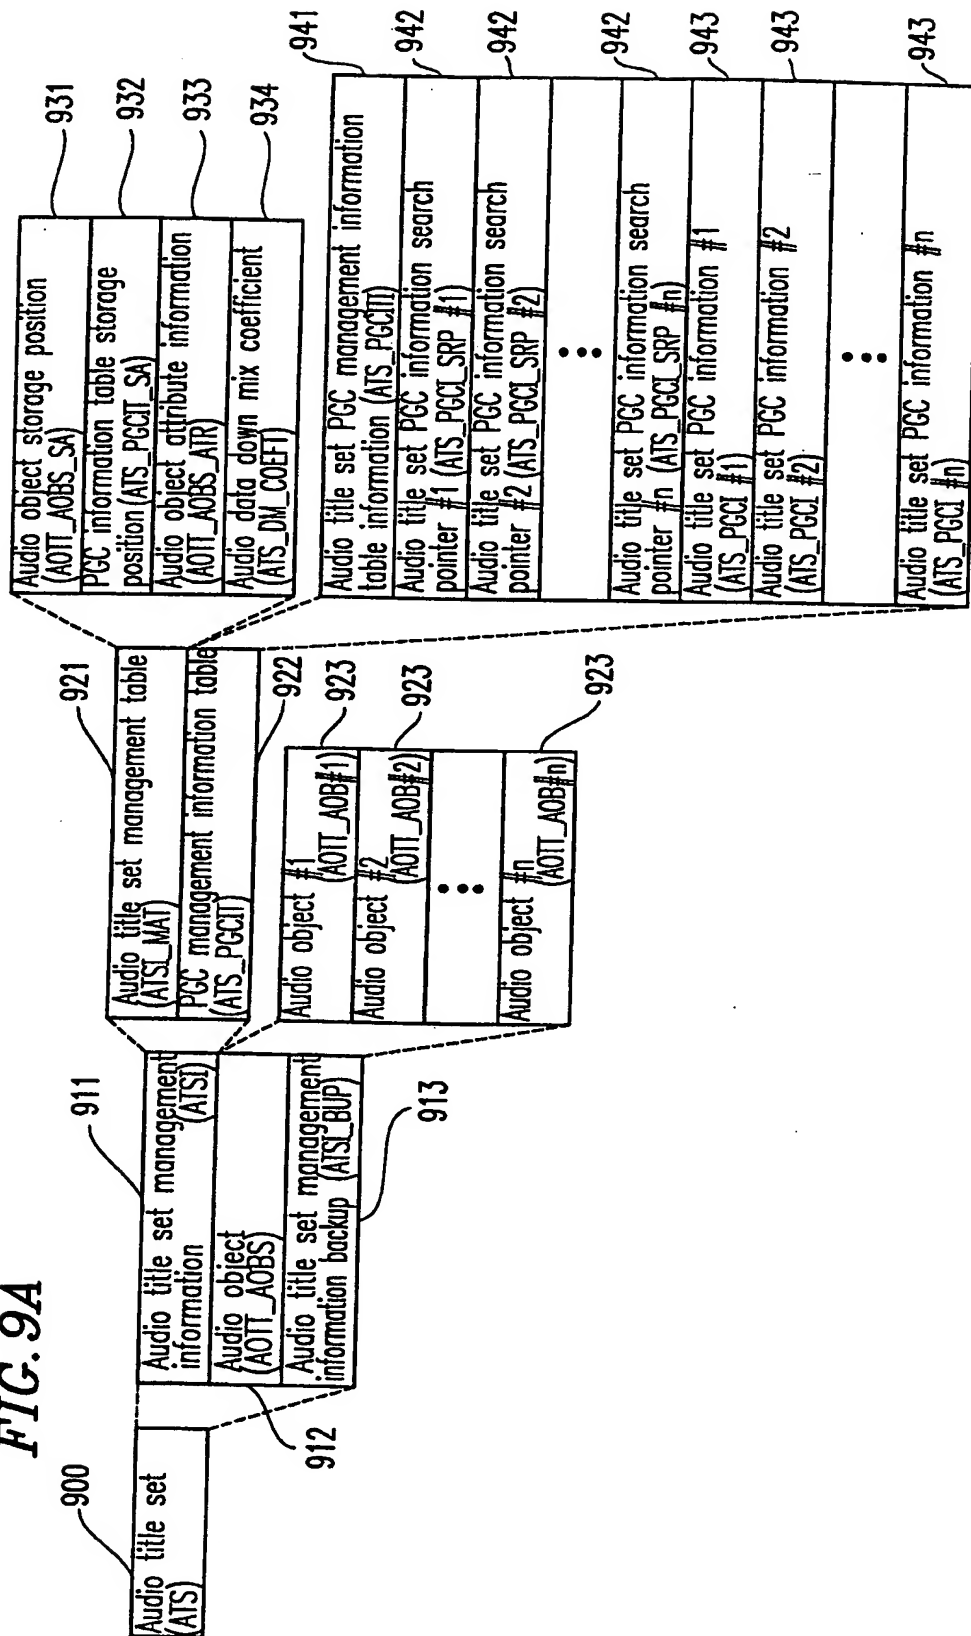 FIG. 9A
900
Audio title set
(ATS)
911
Audio title set management
information (ATSI)
Audio object
(AOTT_AOBS)
Audio title set management
information backup (ATSI_BUP)
912
913
921
Audio title set management table
(ATSI_MAT)
PGC management information table
(ATS_PGCIT)
922
Audio object #1
(AOTT_AOB#1)
923
Audio object #2
(AOTT_AOB#2)
923
Audio object #n
(AOTT_AOB#n)
923
Audio object storage position
(AOTT_AOBS_SA)
931
PGC information table storage
position (ATS_PGCIT_SA)
932
Audio object attribute information
(AOTT_AOBS_ATR)
933
Audio data down mix coefficient
(ATS_DM_COEFT)
934
Audio title set PGC management information
table information (ATS_PGCITI)
941
Audio title set PGC information search
pointer #1 (ATS_PGCI_SRP #1)
942
Audio title set PGC information search
pointer #2 (ATS_PGCI_SRP #2)
942
Audio title set PGC information search
pointer #n (ATS_PGCI_SRP #n)
942
Audio title set PGC information #1
(ATS_PGCI #1)
943
Audio title set PGC information #2
(ATS_PGCI #2)
943
Audio title set PGC information #n
(ATS_PGCI #n)
943